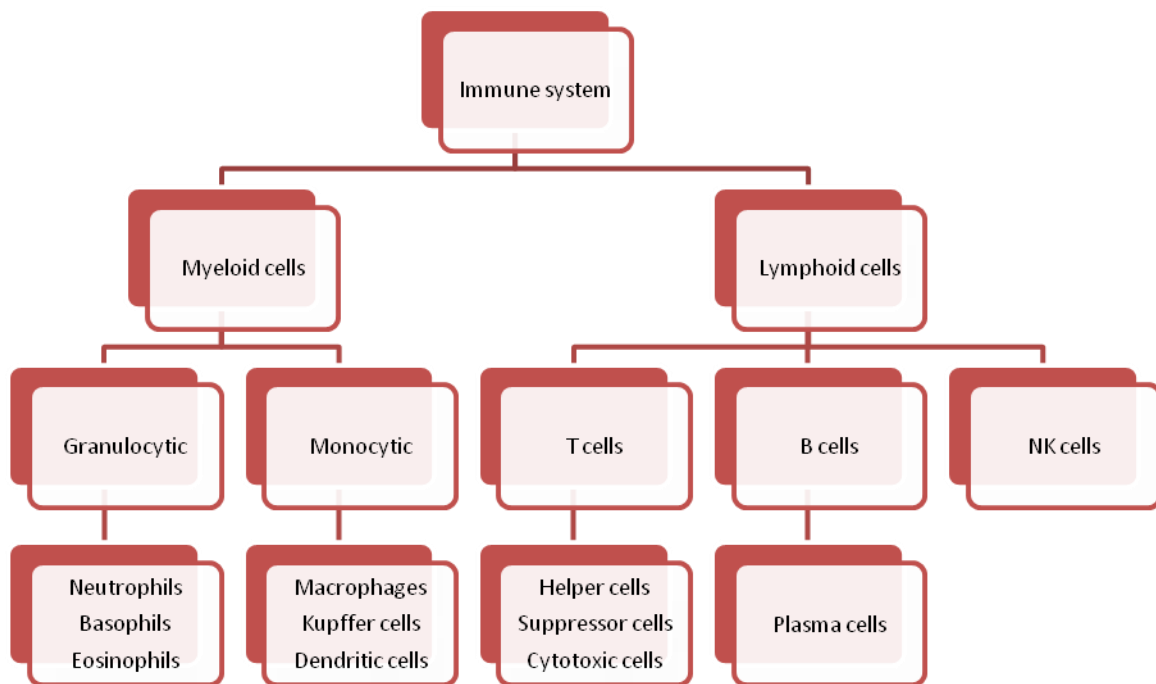 Immune system
Myeloid cells
Lymphoid cells
Granulocytic
Monocytic
T cells
B cells
NK cells
Neutrophils
Basophils
Eosinophils
Macrophages
Kupffer cells
Dendritic cells
Helper cells
Suppressor cells
Cytotoxic cells
Plasma cells